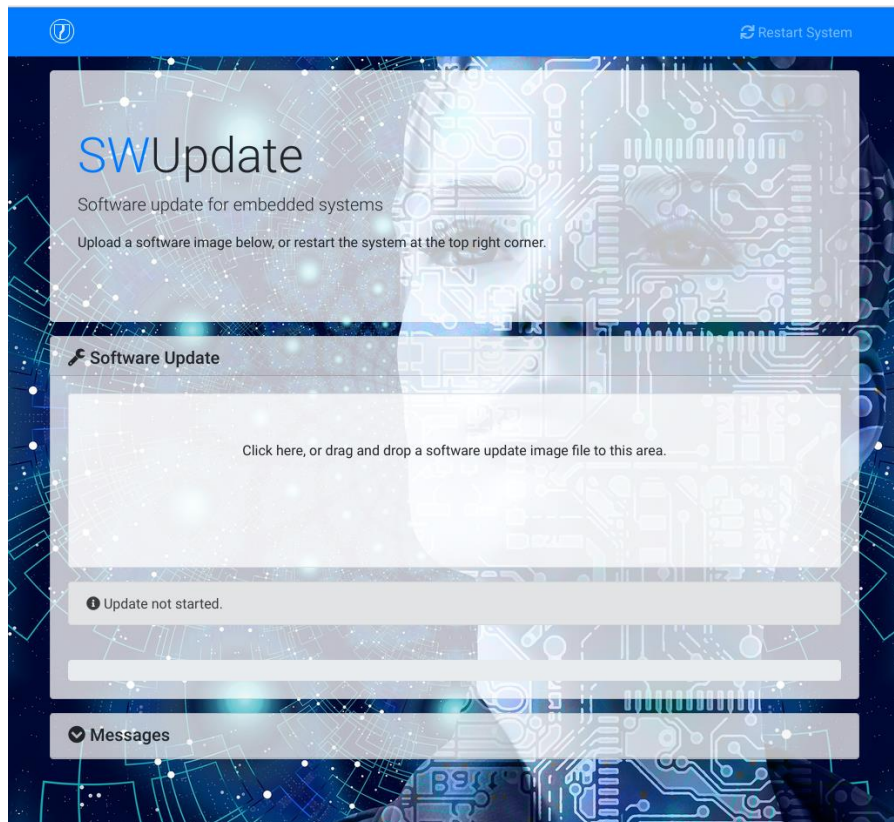 Restart System
SWUpdate
Software update for embedded systems
Upload a software image below, or restart the system at the top right corner.
Software Update
Click here, or drag and drop a software update image file to this area.
Update not started.
Messages